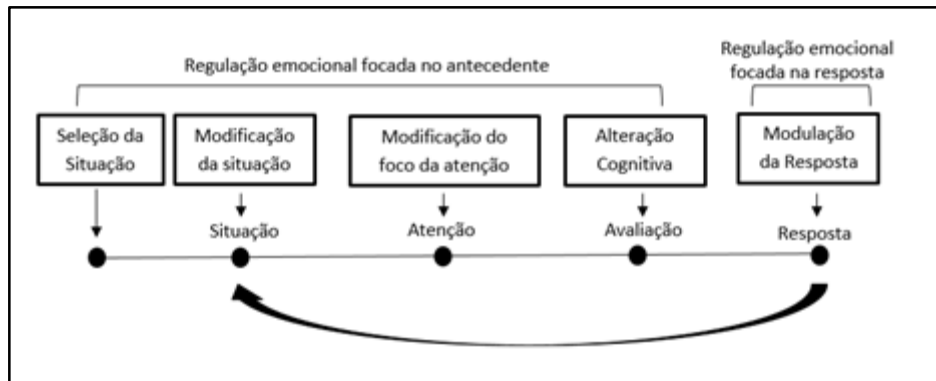 Regulação emocional focada no antecedente
Regulação emocional
focada na resposta
Seleção da
Situação
Modificação
da situação
Modificação do
foco da atenção
Alteração
Cognitiva
Modulação
da Resposta
Situação
Atenção
Avaliação
Resposta